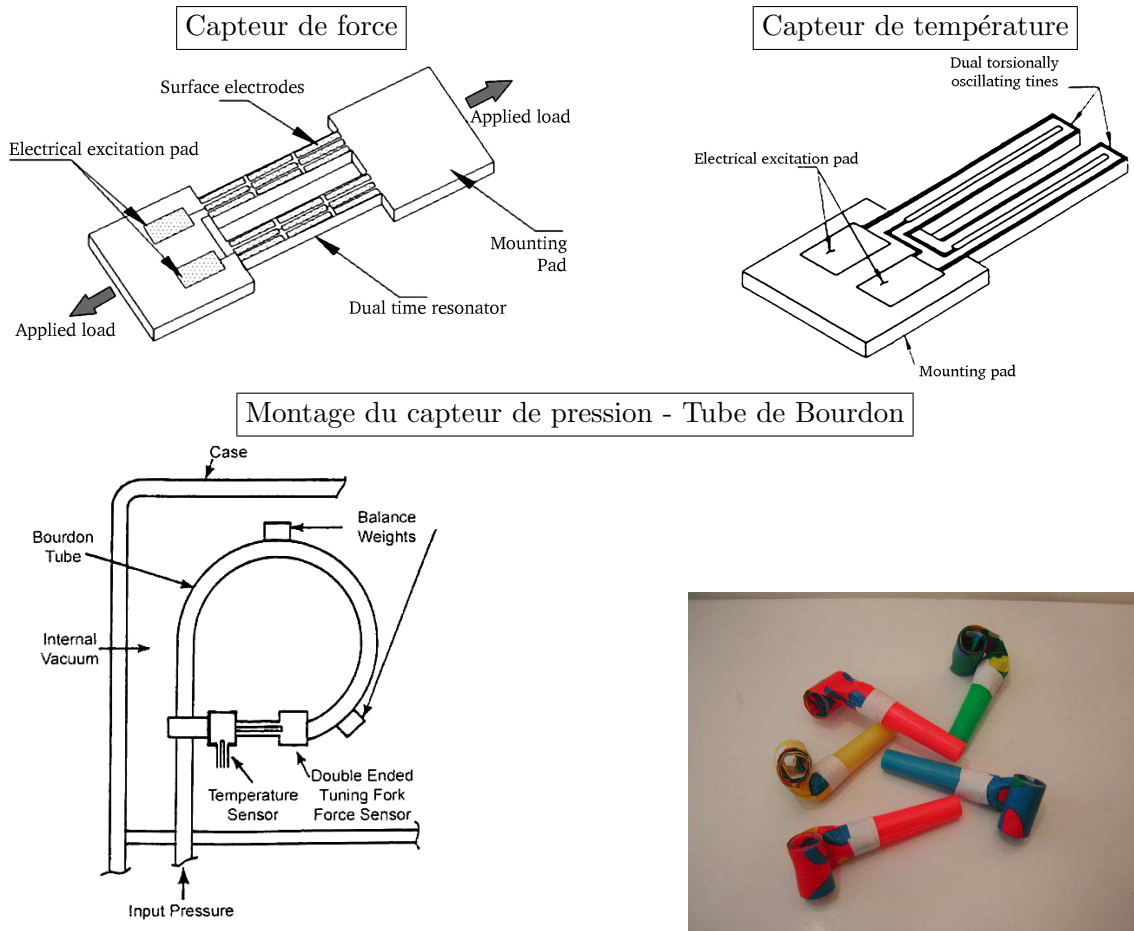 Capteur de force
Capteur de température
Surface electrodes
Applied load
Electrical excitation pad
Mounting
Pad
Dual time resonator
Applied load
Dual torsionally
oscillating tines
Electrical excitation pad
Mounting pad
Montage du capteur de pression - Tube de Bourdon
Case
Balance
Weights
Bourdon
Tube
Internal
Vacuum
Temperature
Sensor
Double Ended
Tuning Fork
Force Sensor
Input Pressure